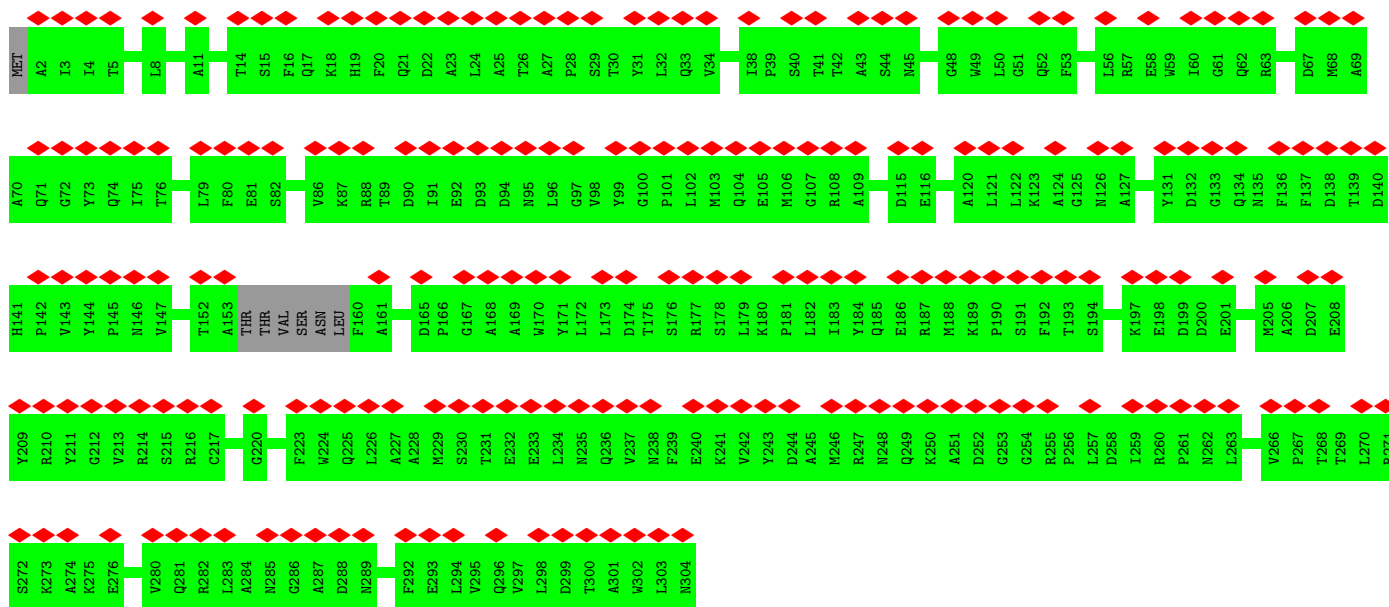 MET A2 I3 I4 T5 L8 A11 T14 S15 F16 Q17 K18 H19 F20 Q21 D22 A23 L24 A25 T26 A27 P28 S29 T30 Y31 L32 Q33 V34 I38 P39 S40 T41 T42 A43 S44 N45 G48 W49 L50 G51 Q52 F53 L56 R57 E58 W59 I60 G61 Q62 R63 D67 M68 A69
A70 Q71 G72 Y73 Q74 I75 T76 L79 F80 E81 S82 V86 K87 R88 T89 D90 I91 E92 D93 D94 N95 L96 G97 V98 Y99 G100 P101 L102 M103 Q104 E105 M106 G107 R108 A109 D115 E116 A120 L121 L122 K123 A124 G125 N126 A127 Y131 D132 G133 Q134 N135 F136 F137 D138 T139 D140
H141 P142 V143 Y144 P145 N146 V147 T152 A153 THR THR VAL SER ASN LEU F160 A161 D165 P166 G167 A168 A169 W170 Y171 L172 L173 D174 T175 S176 R177 S178 L179 K180 P181 L182 I183 Y184 Q185 E186 R187 M188 K189 P190 S191 F192 T193 S194 K197 E198 D199 D200 E201 M205 A206 D207 E208
Y209 R210 Y211 G212 V213 R214 S215 R216 C217 G220 F223 W224 Q225 L226 A227 A228 M229 S230 T231 E232 E233 L234 N235 Q236 V237 N238 F239 E240 K241 V242 Y243 D244 A245 M246 R247 N248 Q249 K250 A251 D252 G253 G254 R255 P256 L257 D258 I259 R260 P261 N262 L263 V266 P267 T268 T269 L270 R271
S272 K273 A274 K275 E276 V280 Q281 R282 L283 A284 N285 G286 A287 D288 N289 F292 E293 L294 V295 Q296 V297 L298 D299 T300 A301 W302 L303 N304